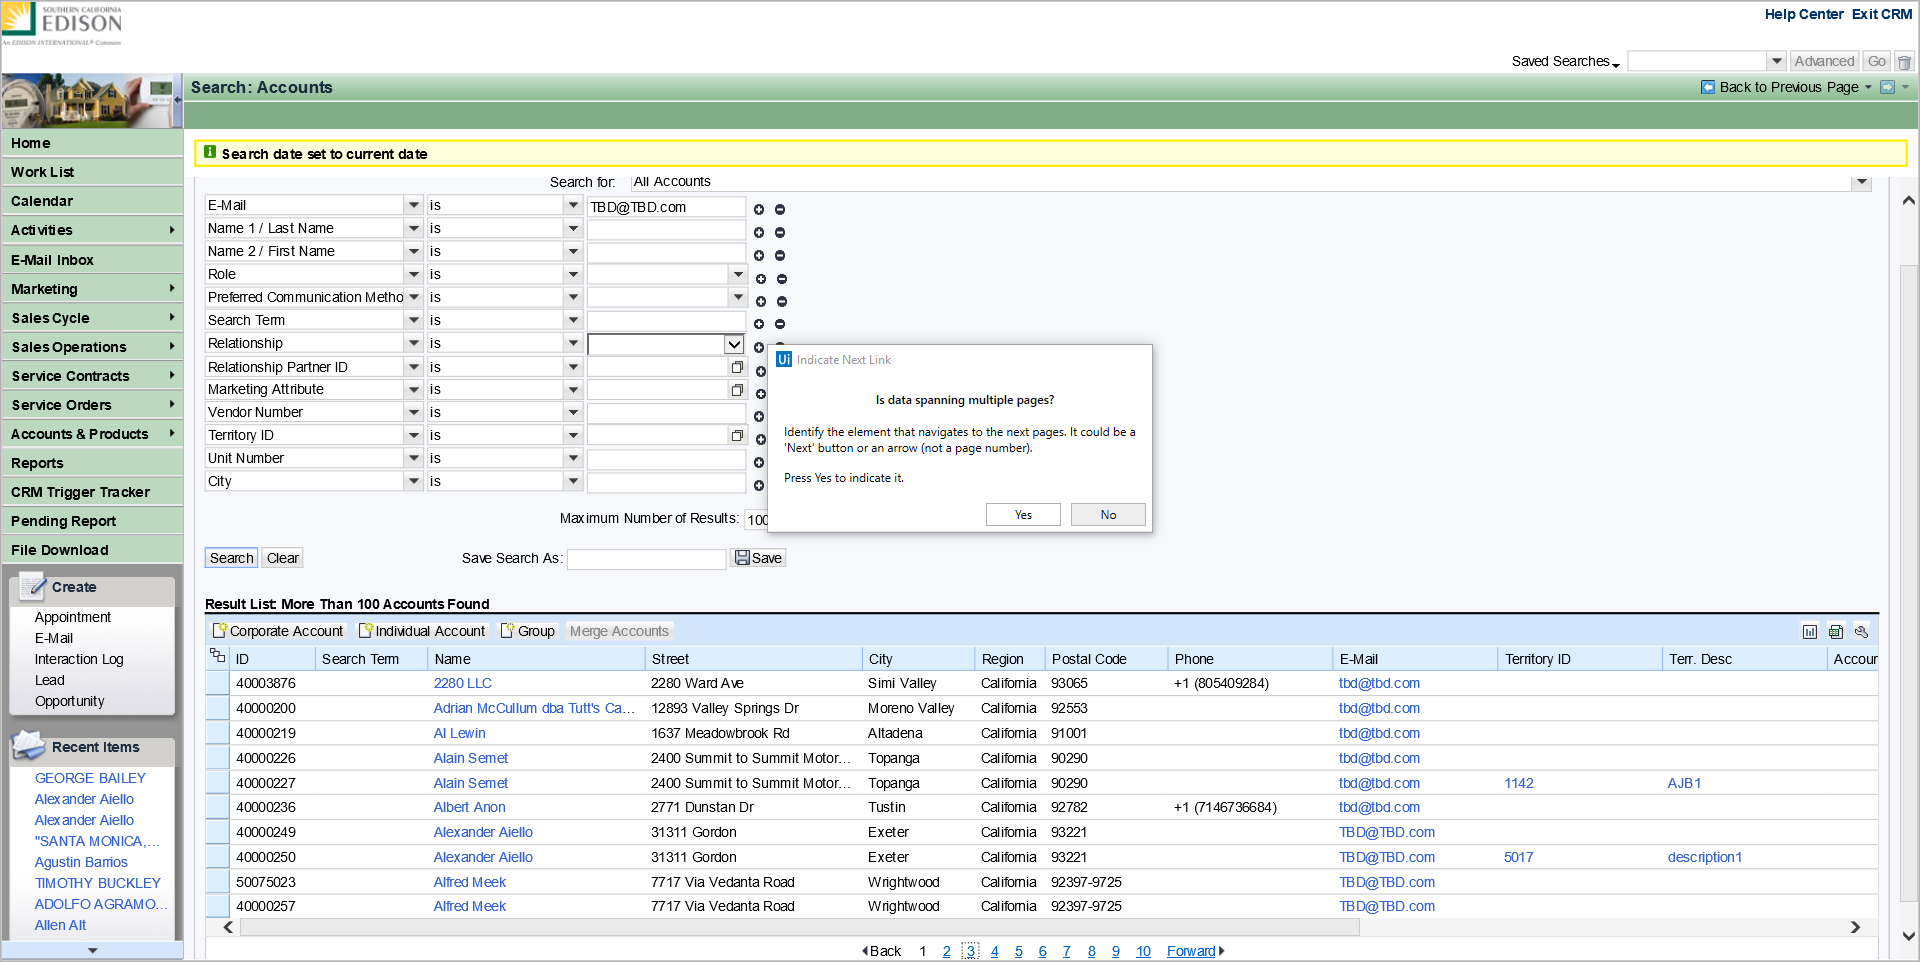 SOUTHERN CALIFORNIA
EDISON
An EDISON INTERNATIONAL® Company
Help Center Exit CRM
Saved Searches Advanced Go
Search: Accounts Back to Previous Page
Home
Work List
Calendar
Activities
E-Mail Inbox
Marketing
Sales Cycle
Sales Operations
Service Contracts
Service Orders
Accounts & Products
Reports
CRM Trigger Tracker
Pending Report
File Download
Create
Appointment
E-Mail
Interaction Log
Lead
Opportunity
Recent Items
GEORGE BAILEY
Alexander Aiello
Alexander Aiello
"SANTA MONICA,...
Agustin Barrios
TIMOTHY BUCKLEY
ADOLFO AGRAMO...
Allen Alt
Search date set to current date
Search for: All Accounts
E-Mail is TBD@TBD.com
Name 1 / Last Name is
Name 2 / First Name is
Role is
Preferred Communication Metho is
Search Term is
Relationship is
Relationship Partner ID is
Marketing Attribute is
Vendor Number is
Territory ID is
Unit Number is
City is
Maximum Number of Results: 100
Search Clear Save Search As: Save
Ui Indicate Next Link
Is data spanning multiple pages?
Identify the element that navigates to the next pages. It could be a
'Next' button or an arrow (not a page number).
Press Yes to indicate it.
Yes No
Result List: More Than 100 Accounts Found
Corporate Account Individual Account Group Merge Accounts
ID Search Term Name Street City Region Postal Code Phone E-Mail Territory ID Terr. Desc Accour
40003876 2280 LLC 2280 Ward Ave Simi Valley California 93065 +1 (805409284) tbd@tbd.com
40000200 Adrian McCullum dba Tutt's Ca... 12893 Valley Springs Dr Moreno Valley California 92553 tbd@tbd.com
40000219 Al Lewin 1637 Meadowbrook Rd Altadena California 91001 tbd@tbd.com
40000226 Alain Semet 2400 Summit to Summit Motor... Topanga California 90290 tbd@tbd.com
40000227 Alain Semet 2400 Summit to Summit Motor... Topanga California 90290 tbd@tbd.com 1142 AJB1
40000236 Albert Anon 2771 Dunstan Dr Tustin California 92782 +1 (7146736684) tbd@tbd.com
40000249 Alexander Aiello 31311 Gordon Exeter California 93221 TBD@TBD.com
40000250 Alexander Aiello 31311 Gordon Exeter California 93221 TBD@TBD.com 5017 description1
50075023 Alfred Meek 7717 Via Vedanta Road Wrightwood California 92397-9725 TBD@TBD.com
40000257 Alfred Meek 7717 Via Vedanta Road Wrightwood California 92397-9725 TBD@TBD.com
Back 1 2 3 4 5 6 7 8 9 10 Forward